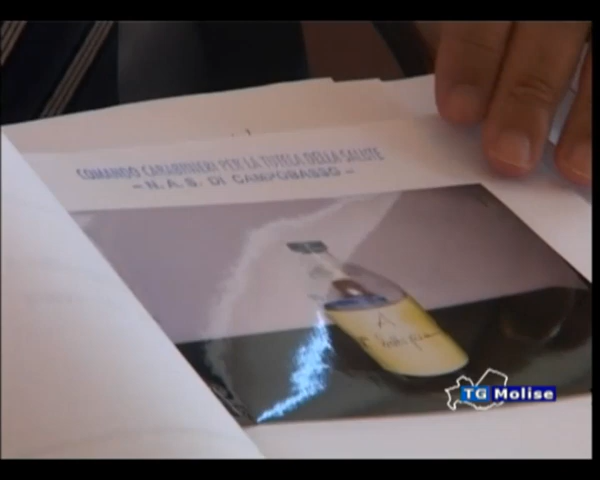 COMANDO CARABINIERI PER LA TUTELA DELLA SALUTE
– N. A. S. DI CAMPOBASSO –
A
TG Molise